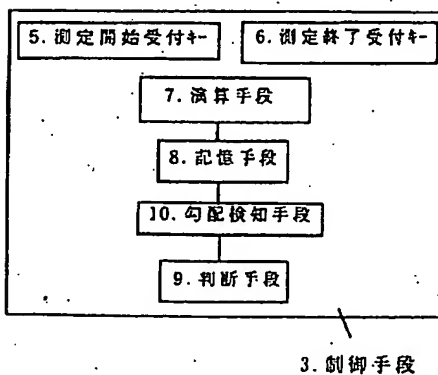 5.測定開始受付キー
6.測定終了受付キー
7.演算手段
8.記憶手段
10.勾配検知手段
9.判断手段
3.制御手段